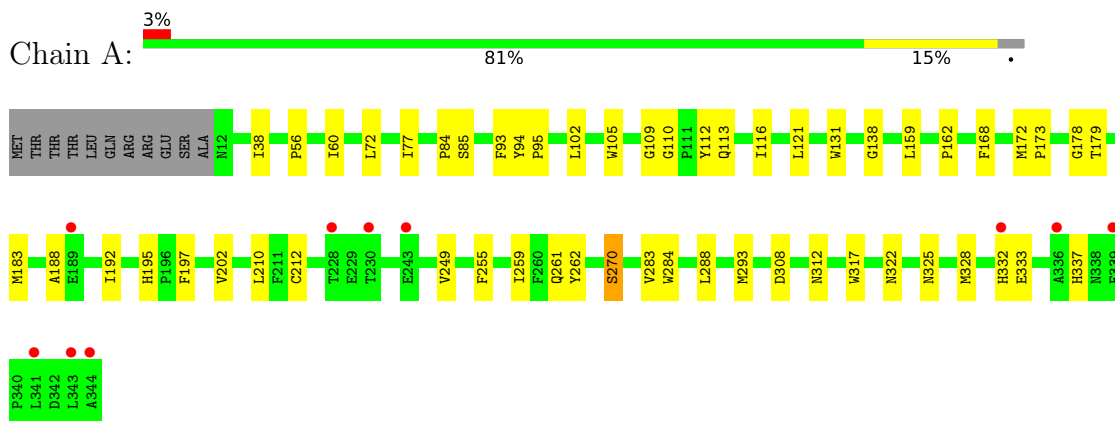 3%
Chain A:
81% 15% •
MET THR THR THR LEU GLN ARG ARG GLU SER ALA N12 I38 P56 I60 L72 I77 P84 S85 F93 Y94 P95 L102 W105 G109 G110 P111 Y112 Q113 I116 L121 W131 G138 L159 P162 F168 M172 P173 G178 T179
M183 A188 E189 I192 H195 P196 F197 V202 L210 F211 C212 T228 E229 T230 E243 V249 F255 I259 F260 Q261 Y262 S270 V283 W284 L288 M293 D308 N312 W317 N322 N325 M328 H332 E333 A336 H337 N338 E339
P340 L341 D342 L343 A344